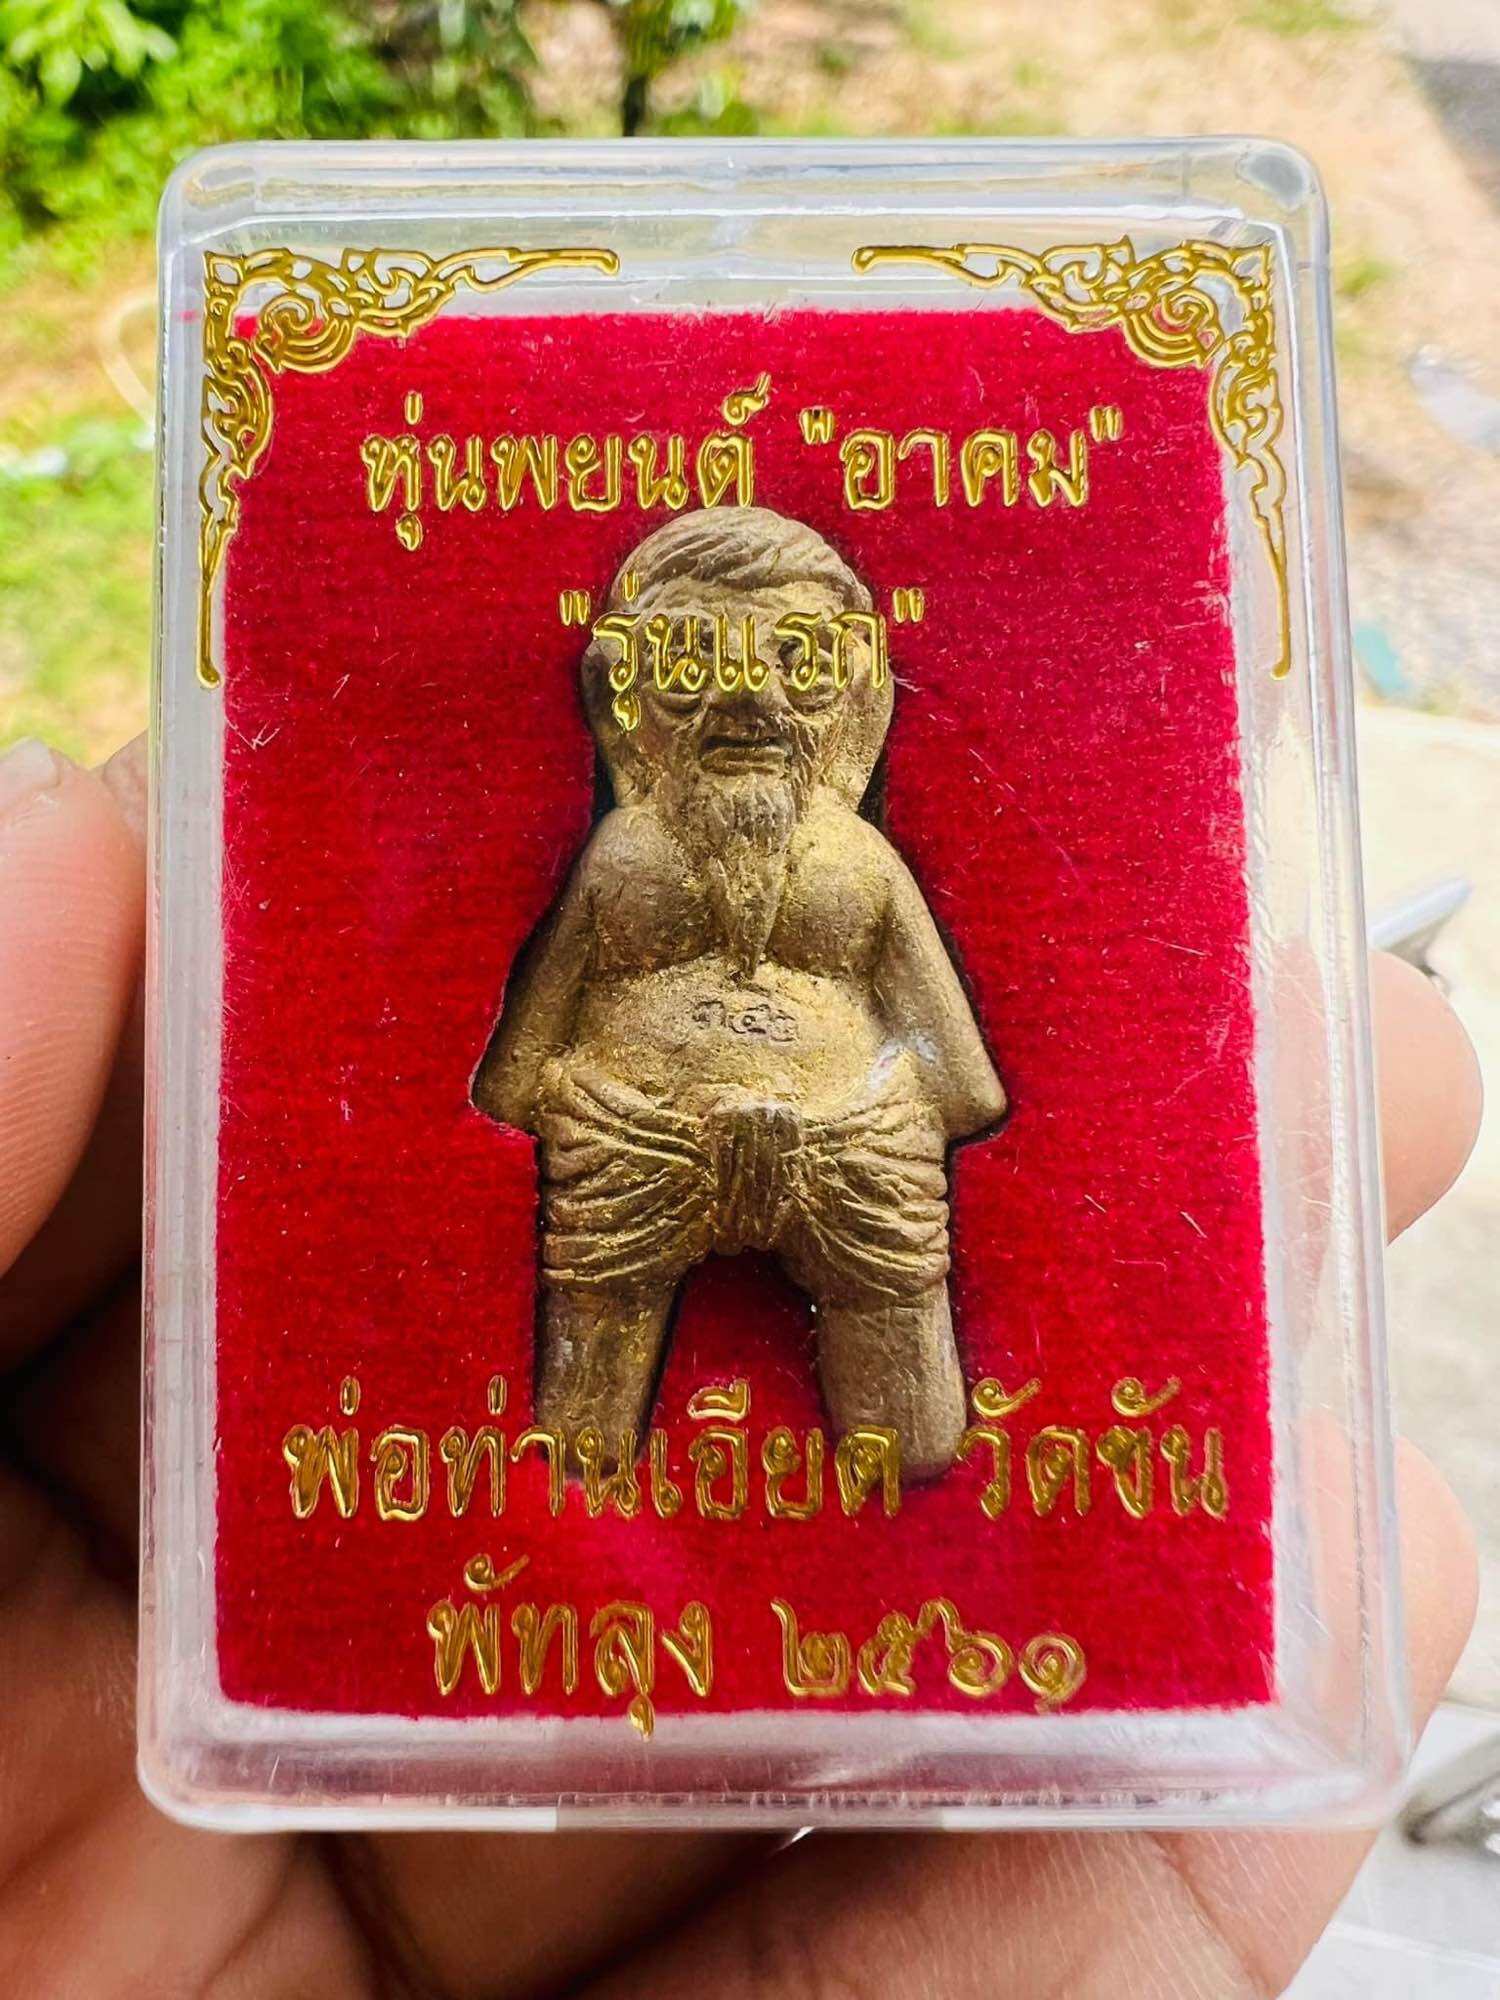 หุ่นพยนต์ "อาคม"
"รุ่นแรก"
พ่อท่านเอียด วัดขัน
พัทลุง ๒๕๖๑